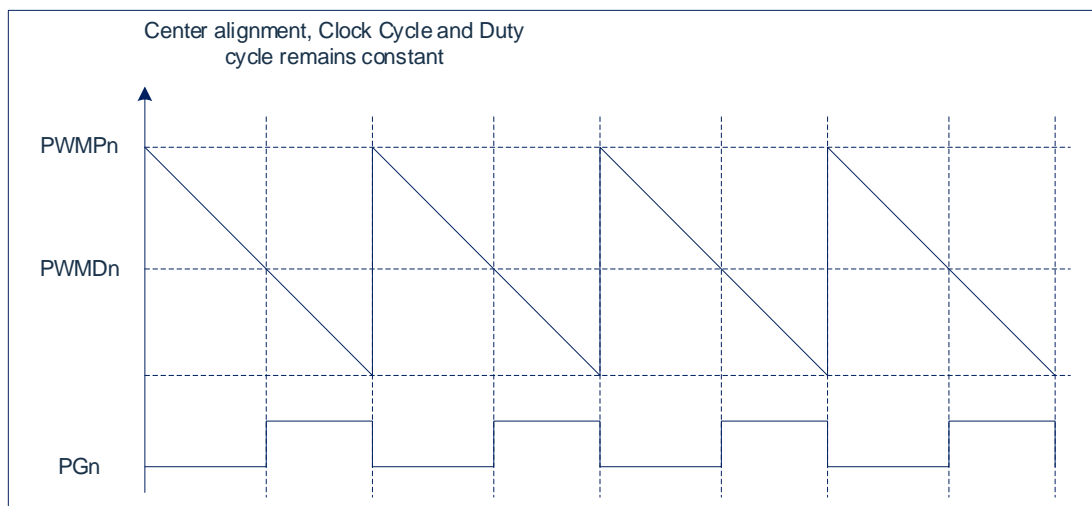 Center alignment, Clock Cycle and Duty
cycle remains constant
PWMPn
PWMDn
PGn